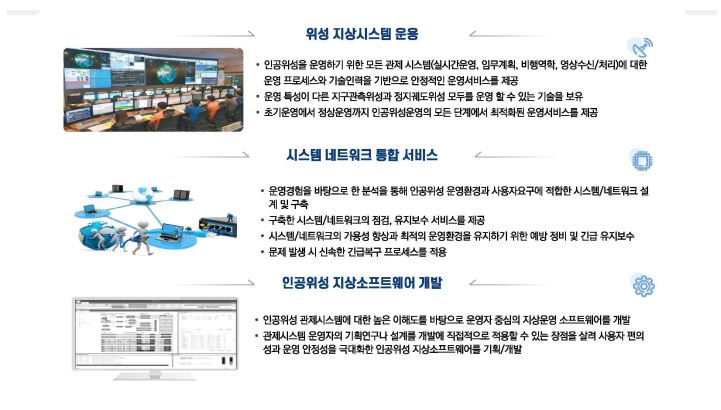 위성 지상시스템 운용
• 인공위성을 운영하기 위한 모든 관제 시스템(실시간운영, 임무계획, 비행역학, 영상수신/처리)에 대한
운영 프로세스와 기술인력을 기반으로 안정적인 운영서비스를 제공
• 운영 특성이 다른 지구관측위성과 정지궤도위성 모두를 운영 할 수 있는 기술을 보유
• 초기운영에서 정상운영까지 인공위성운영의 모든 단계에서 최적화된 운영서비스를 제공
시스템 네트워크 통합 서비스
• 운영경험을 바탕으로 한 분석을 통해 인공위성 운영환경과 사용자요구에 적합한 시스템/네트워크 설
계 및 구축
• 구축한 시스템/네트워크의 점검, 유지보수 서비스를 제공
• 시스템/네트워크의 가용성 향상과 최적의 운영환경을 유지하기 위한 예방 정비 및 긴급 유지보수
• 문제 발생 시 신속한 긴급복구 프로세스를 적용
인공위성 지상소프트웨어 개발
• 인공위성 관제시스템에 대한 높은 이해도를 바탕으로 운영자 중심의 지상운영 소프트웨어를 개발
• 관제시스템 운영자의 기획연구나 설계를 개발에 직접적으로 적용할 수 있는 장점을 살려 사용자 편의
성과 운영 안정성을 극대화한 인공위성 지상소프트웨어를 기획/개발